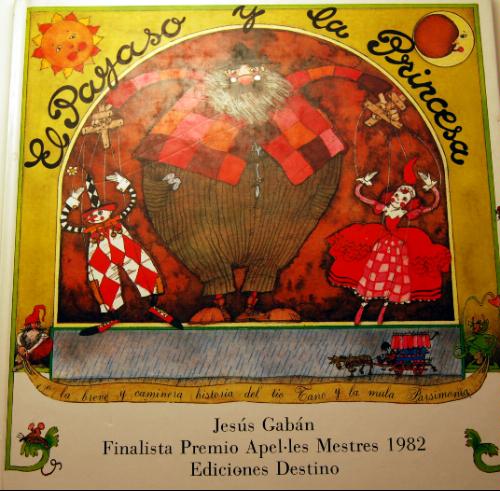 El Payaso y la Princesa
la breve y caminera historia del tío Tano y la mula Parsimonia
Jesús Gabán
Finalista Premio Apel·les Mestres 1982
Ediciones Destino